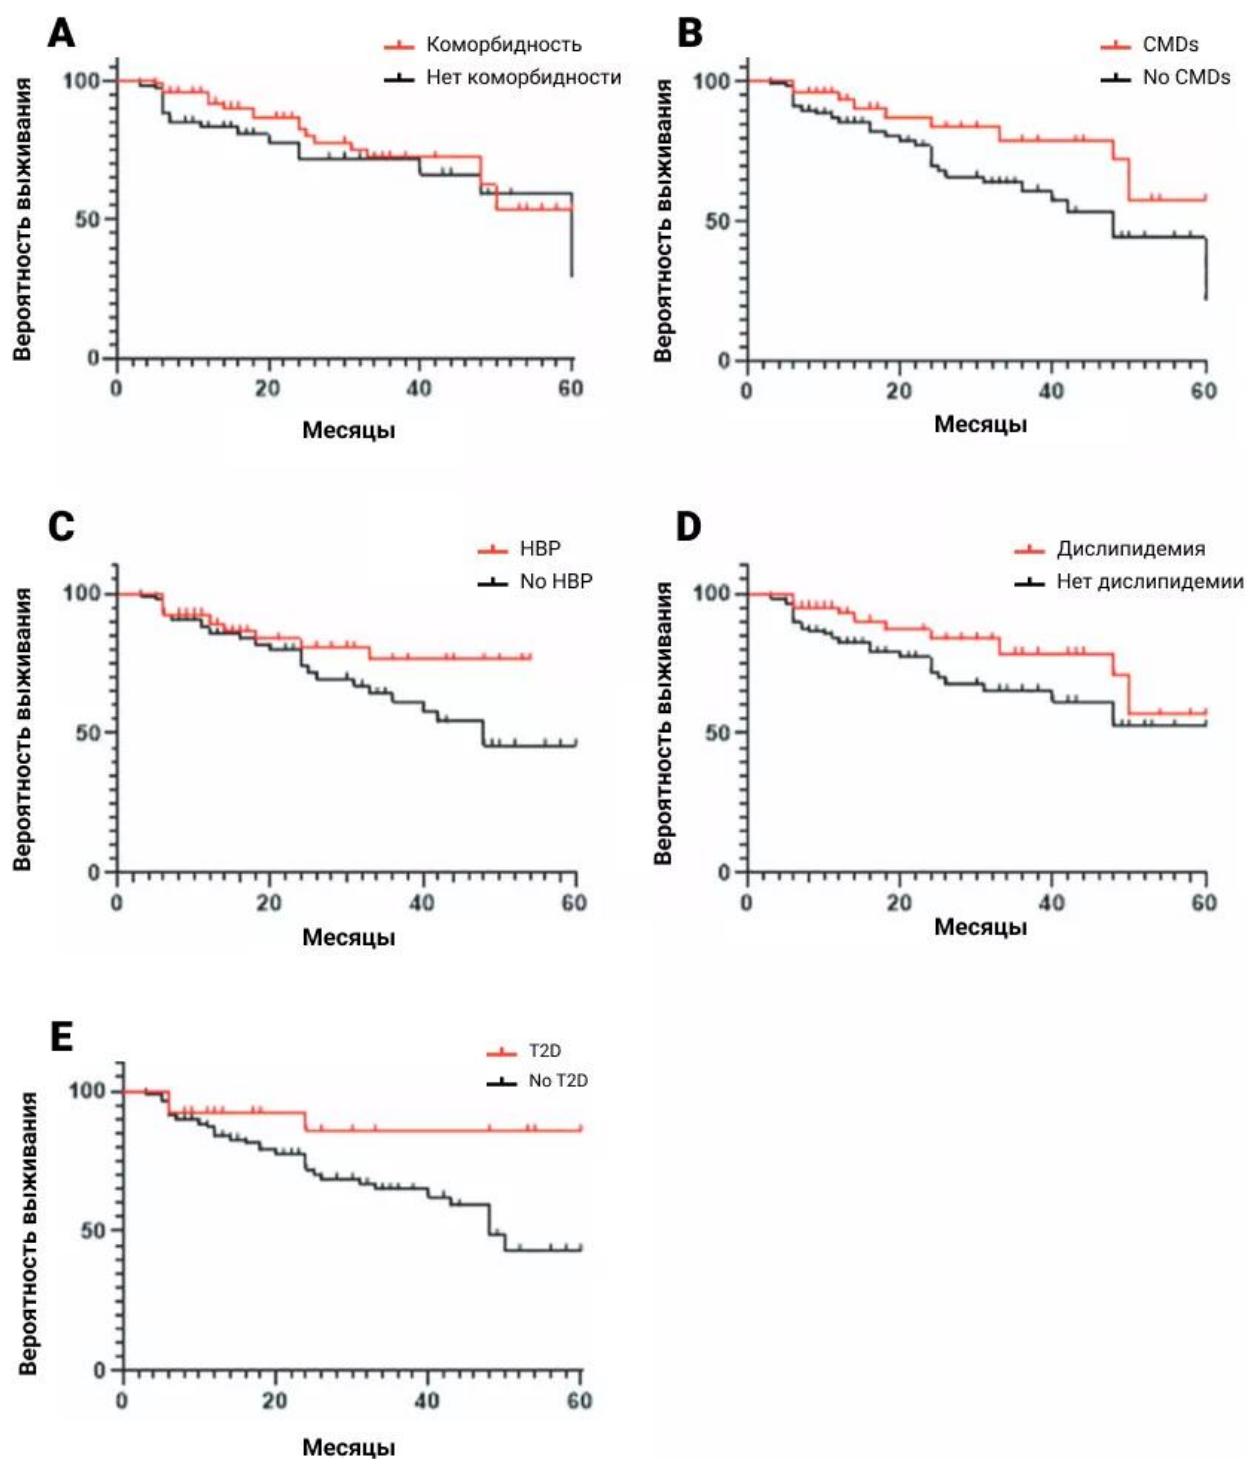 A
Коморбидность
Нет коморбидности
Вероятность выживания
100
50
0
0 20 40 60
Месяцы
B
CMDs
No CMDs
Вероятность выживания
100
50
0
0 20 40 60
Месяцы
C
HBP
No HBP
Вероятность выживания
100
50
0
0 20 40 60
Месяцы
D
Дислипидемия
Нет дислипидемии
Вероятность выживания
100
50
0
0 20 40 60
Месяцы
E
T2D
No T2D
Вероятность выживания
100
50
0
0 20 40 60
Месяцы